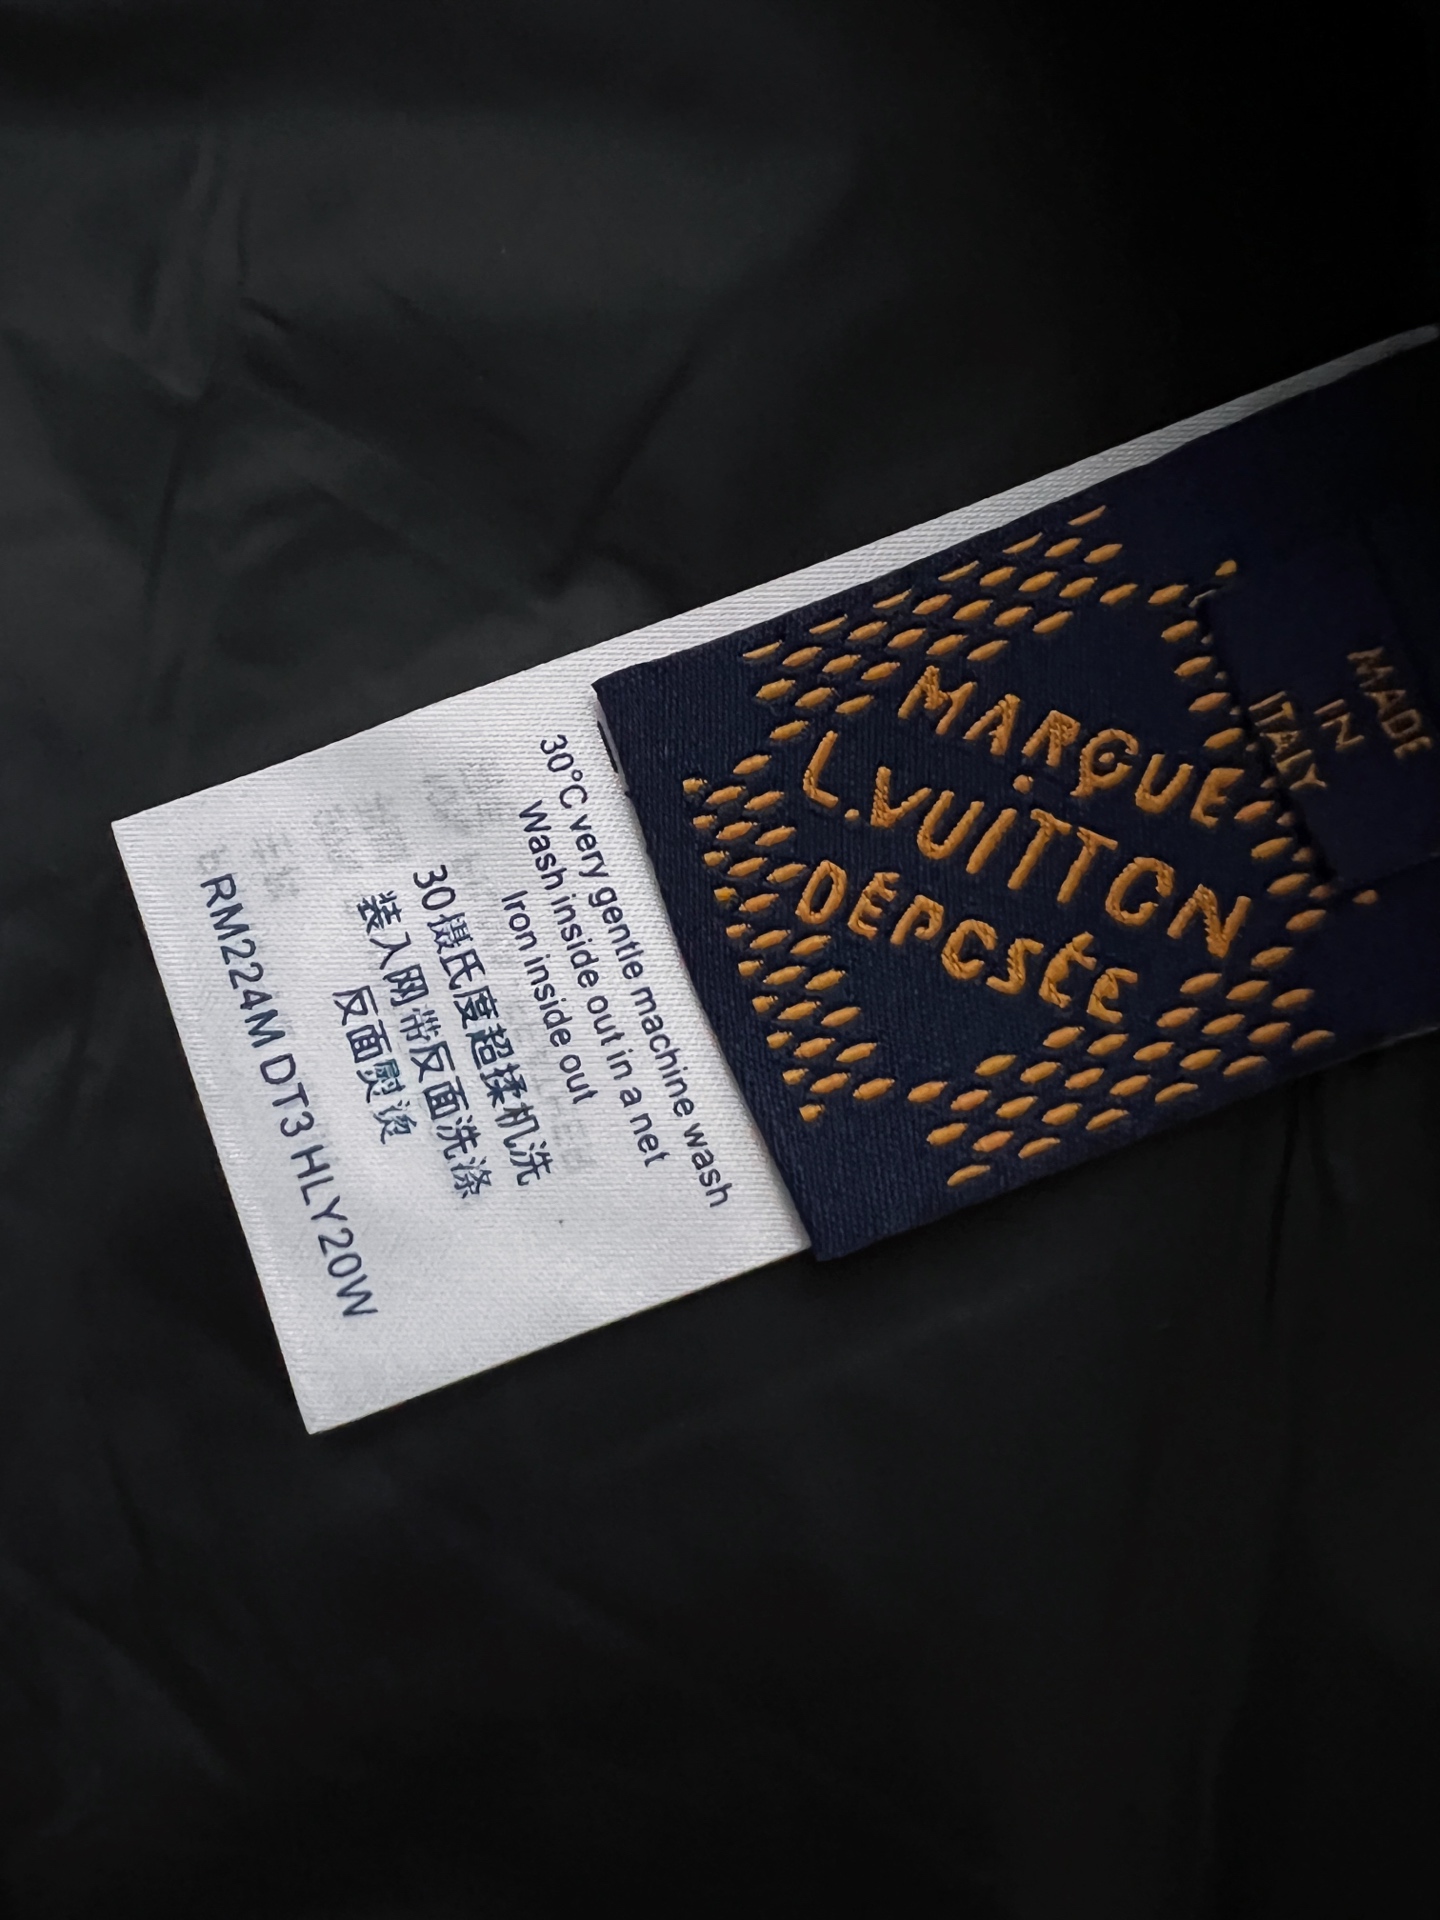 MARQUE
L.VUITTON
DÉPOSÉE
MADE
IN
ITALY
30°C very gentle machine wash
Wash inside out in a net
Iron inside out
30摄氏度超揉机洗
装入网带反面洗涤
反面熨烫
RM224M DT3 HLY20W